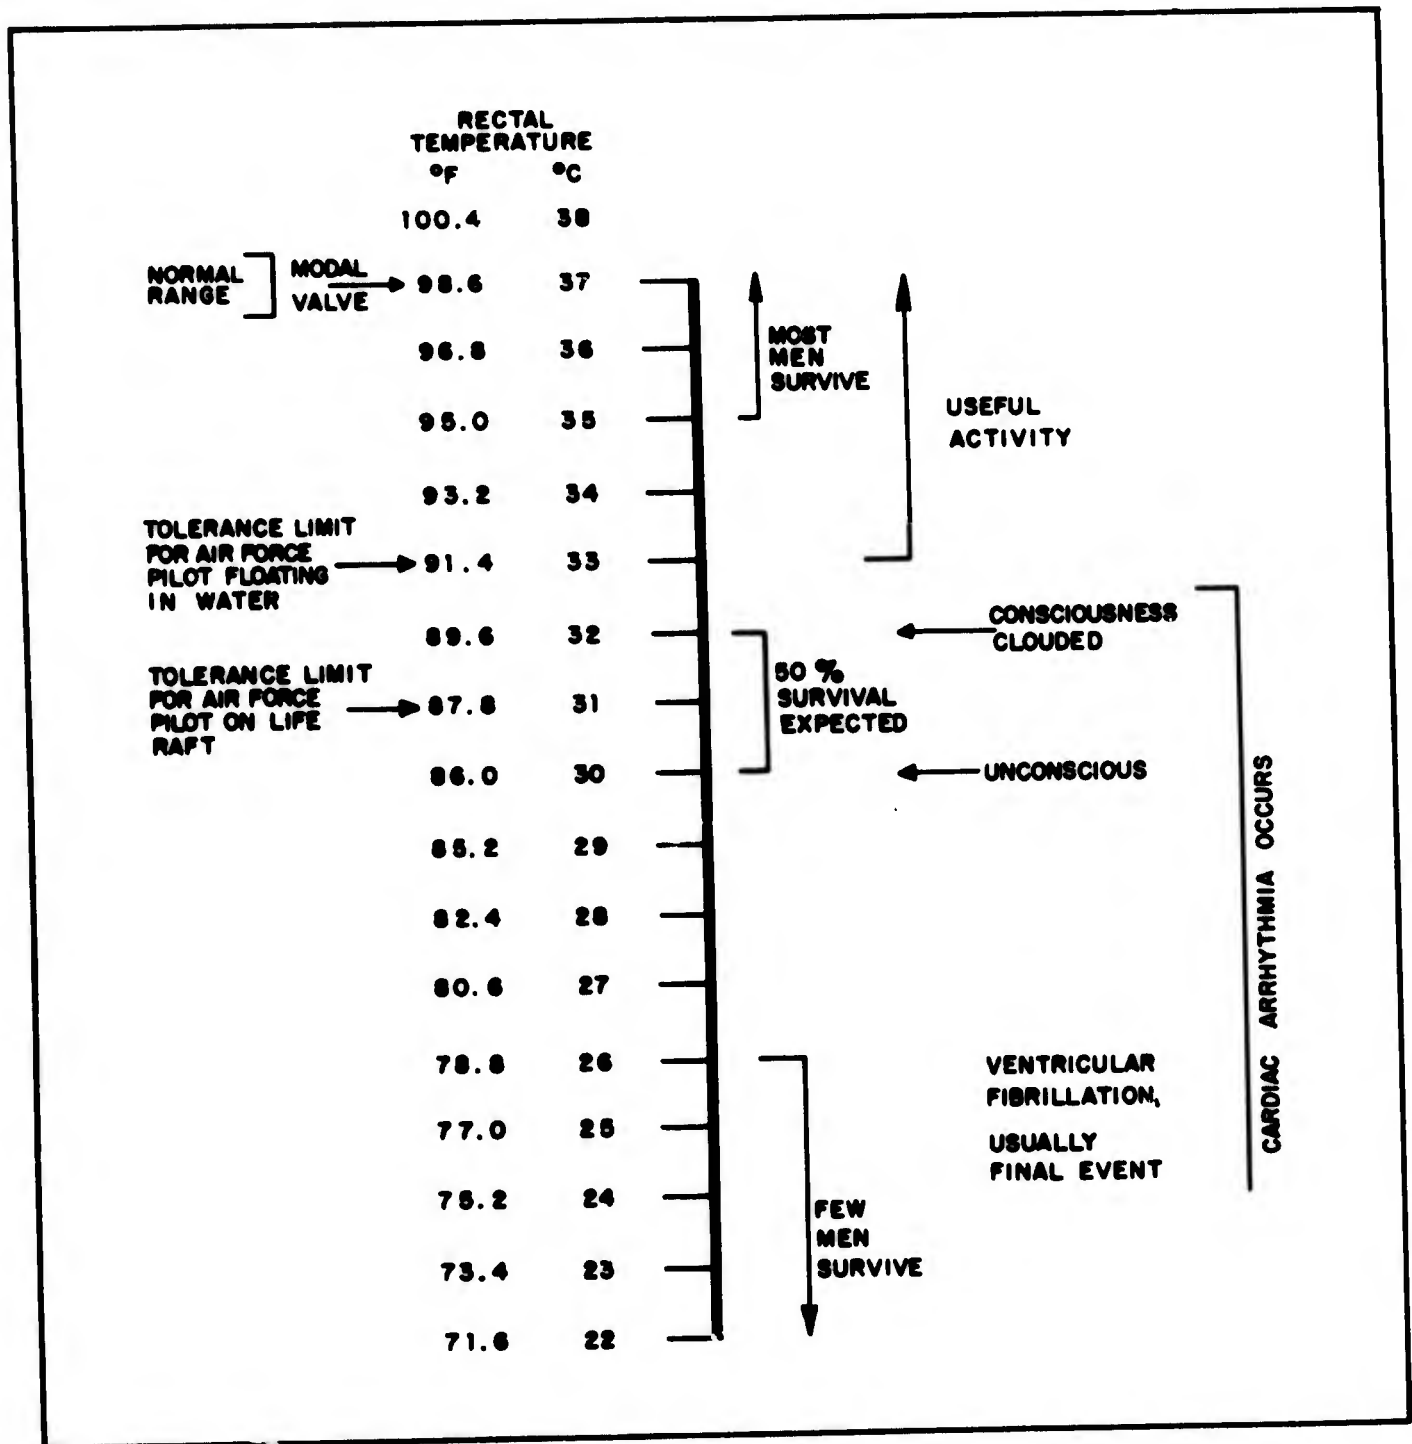 RECTAL
TEMPERATURE
°F °C
100.4 38
NORMAL
RANGE
MODAL
VALVE
98.6 37
96.8 36
MOST
MEN
SURVIVE
95.0 35
USEFUL
ACTIVITY
93.2 34
TOLERANCE LIMIT
FOR AIR FORCE
PILOT FLOATING
IN WATER
91.4 33
89.6 32
CONSCIOUSNESS
CLOUDED
TOLERANCE LIMIT
FOR AIR FORCE
PILOT ON LIFE
RAFT
87.8 31
50 %
SURVIVAL
EXPECTED
86.0 30
UNCONSCIOUS
85.2 29
82.4 28
80.6 27
78.8 26
VENTRICULAR
FIBRILLATION,
USUALLY
FINAL EVENT
CARDIAC ARRHYTHMIA OCCURS
77.0 25
75.2 24
FEW
MEN
SURVIVE
73.4 23
71.6 22